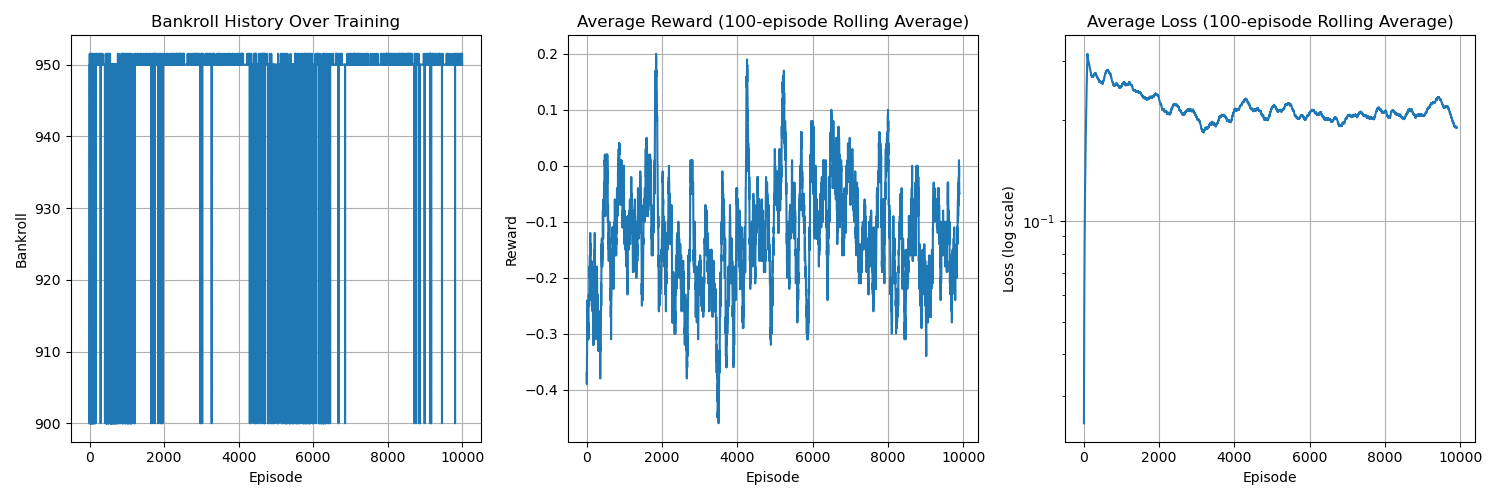 Bankroll History Over Training
Bankroll
950
940
930
920
910
900
0 2000 4000 6000 8000 10000
Episode
Average Reward (100-episode Rolling Average)
Reward
0.2
0.1
0.0
−0.1
−0.2
−0.3
−0.4
0 2000 4000 6000 8000 10000
Episode
Average Loss (100-episode Rolling Average)
Loss (log scale)
10⁻¹
0 2000 4000 6000 8000 10000
Episode